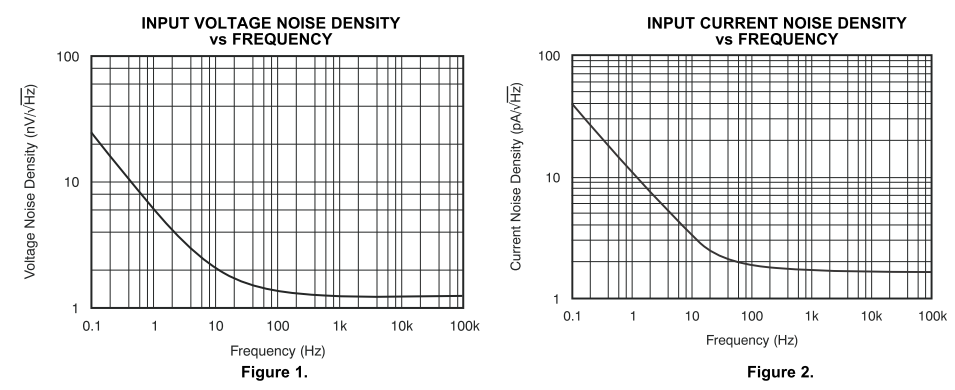 INPUT VOLTAGE NOISE DENSITY
vs FREQUENCY
100
10
1
Voltage Noise Density (nV/√Hz)
0.1 1 10 100 1k 10k 100k
Frequency (Hz)
Figure 1.
INPUT CURRENT NOISE DENSITY
vs FREQUENCY
100
10
1
Current Noise Density (pA/√Hz)
0.1 1 10 100 1k 10k 100k
Frequency (Hz)
Figure 2.